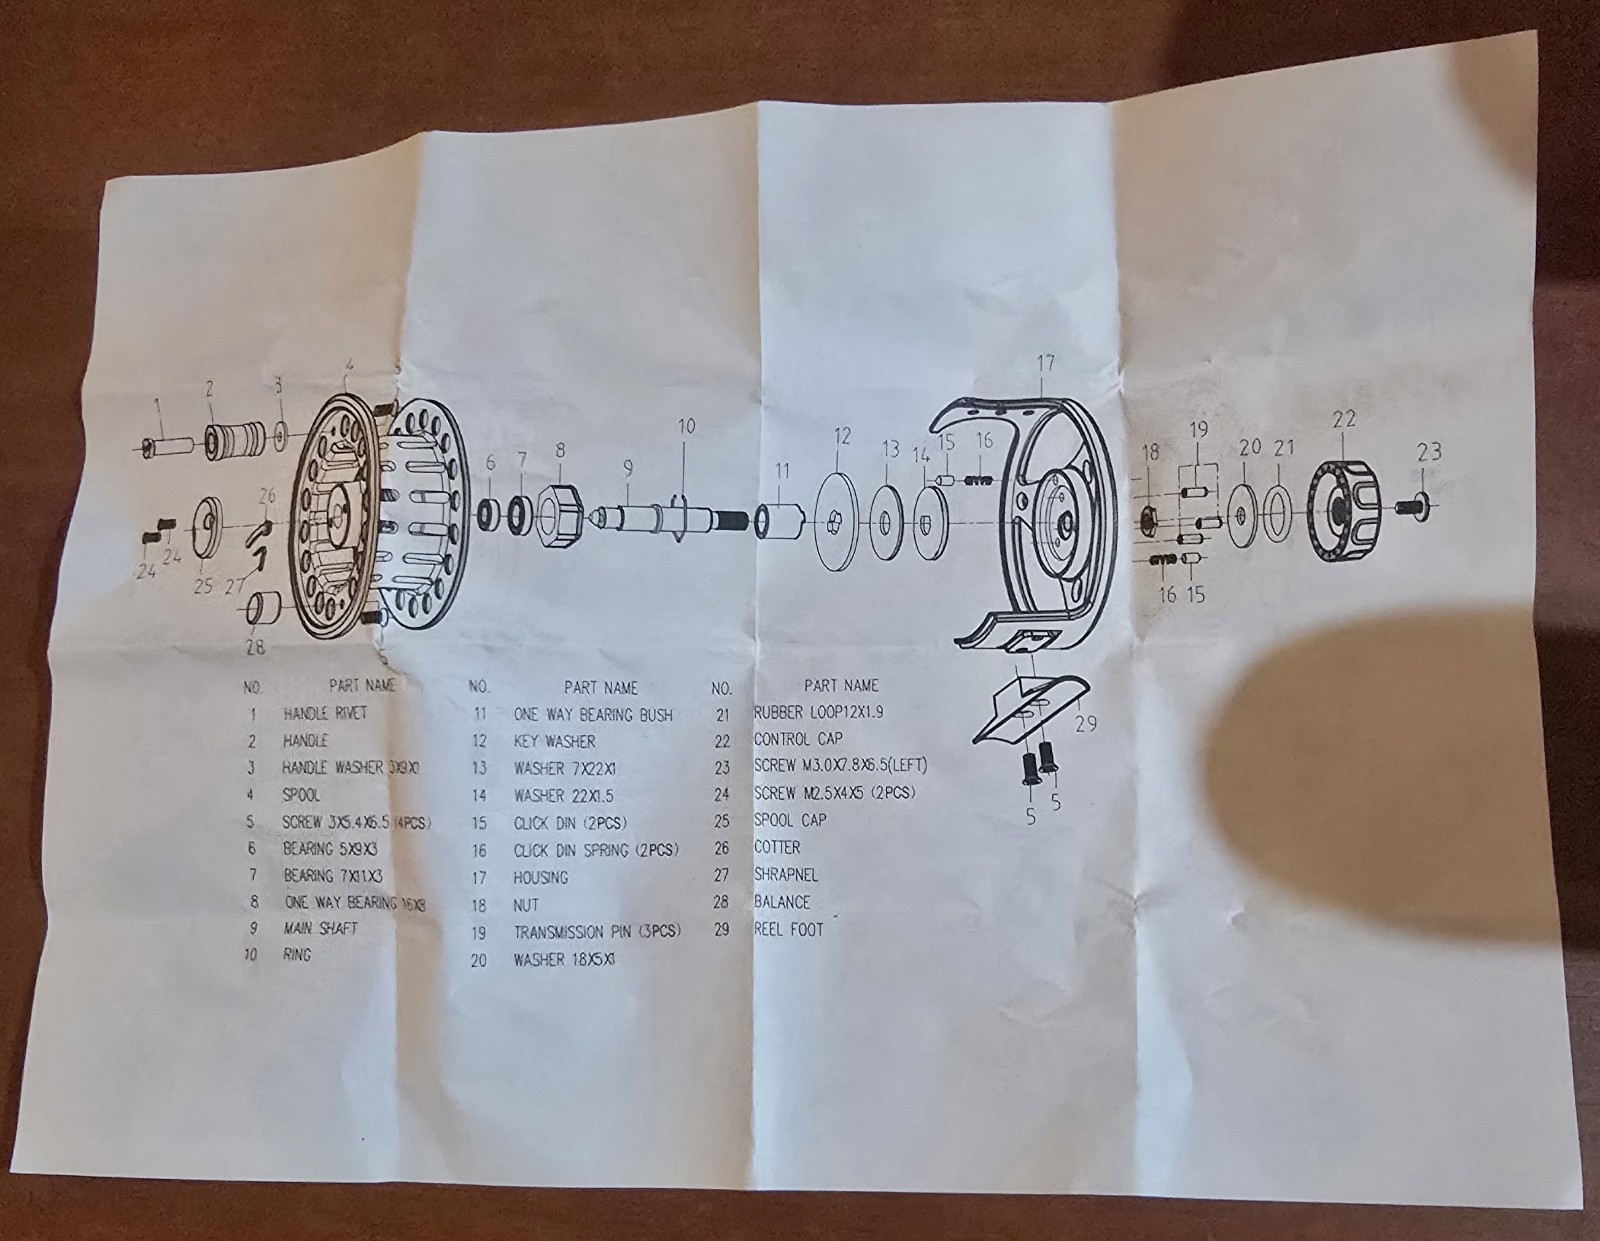 1 2 3 4 17
6 7 8 9 10 11 12 13 14 15 16 18 19 20 21 22 23
24 24 25 26 27 28 16 15
29
5 5
NO. PART NAME NO. PART NAME NO. PART NAME
1 HANDLE RIVET 11 ONE WAY BEARING BUSH 21 RUBBER LOOP12X1.9
2 HANDLE 12 KEY WASHER 22 CONTROL CAP
3 HANDLE WASHER 3X9X1 13 WASHER 7X22X1 23 SCREW M3.0X7.8X6.5(LEFT)
4 SPOOL 14 WASHER 22X1.5 24 SCREW M2.5X4X5 (2PCS)
5 SCREW 3X5.4X6.5 (4PCS) 15 CLICK DIN (2PCS) 25 SPOOL CAP
6 BEARING 5X9X3 16 CLICK DIN SPRING (2PCS) 26 COTTER
7 BEARING 7X11X3 17 HOUSING 27 SHRAPNEL
8 ONE WAY BEARING 18 NUT 28 BALANCE
9 MAIN SHAFT 19 TRANSMISSION PIN (3PCS) 29 REEL FOOT
10 RING 20 WASHER 18X5X1